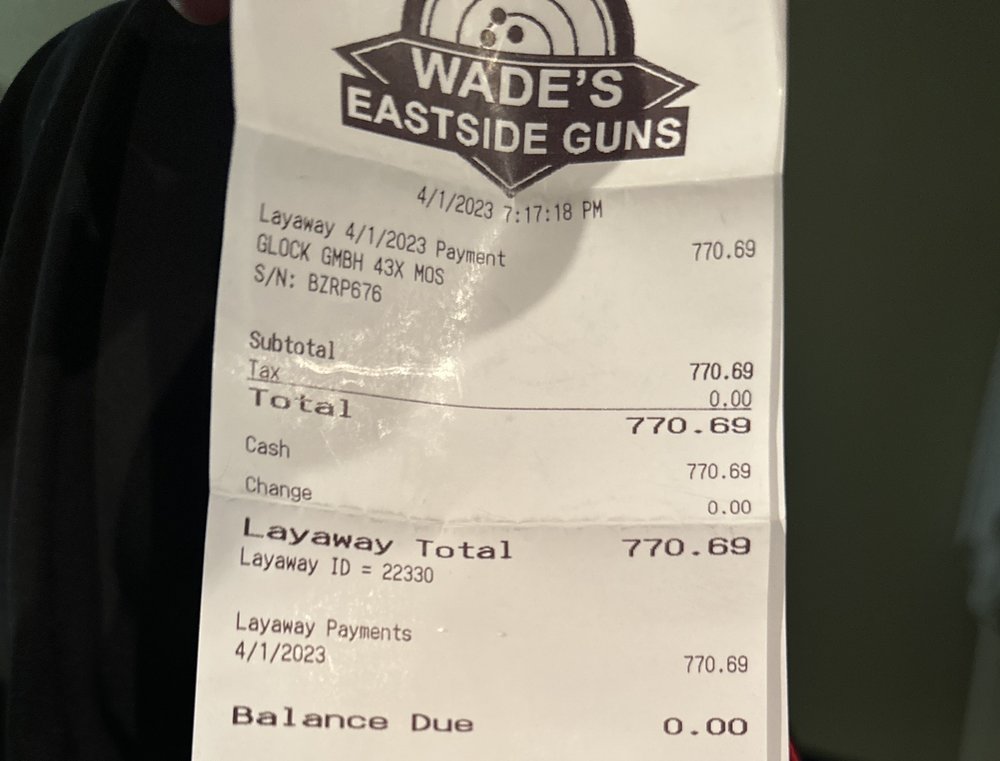 WADE'S
EASTSIDE GUNS
4/1/2023 7:17:18 PM
Layaway 4/1/2023 Payment 770.69
GLOCK GMBH 43X MOS
S/N: BZRP676
Subtotal 770.69
Tax 0.00
Total 770.69
Cash 770.69
Change 0.00
Layaway Total 770.69
Layaway ID = 22330
Layaway Payments
4/1/2023 770.69
Balance Due 0.00